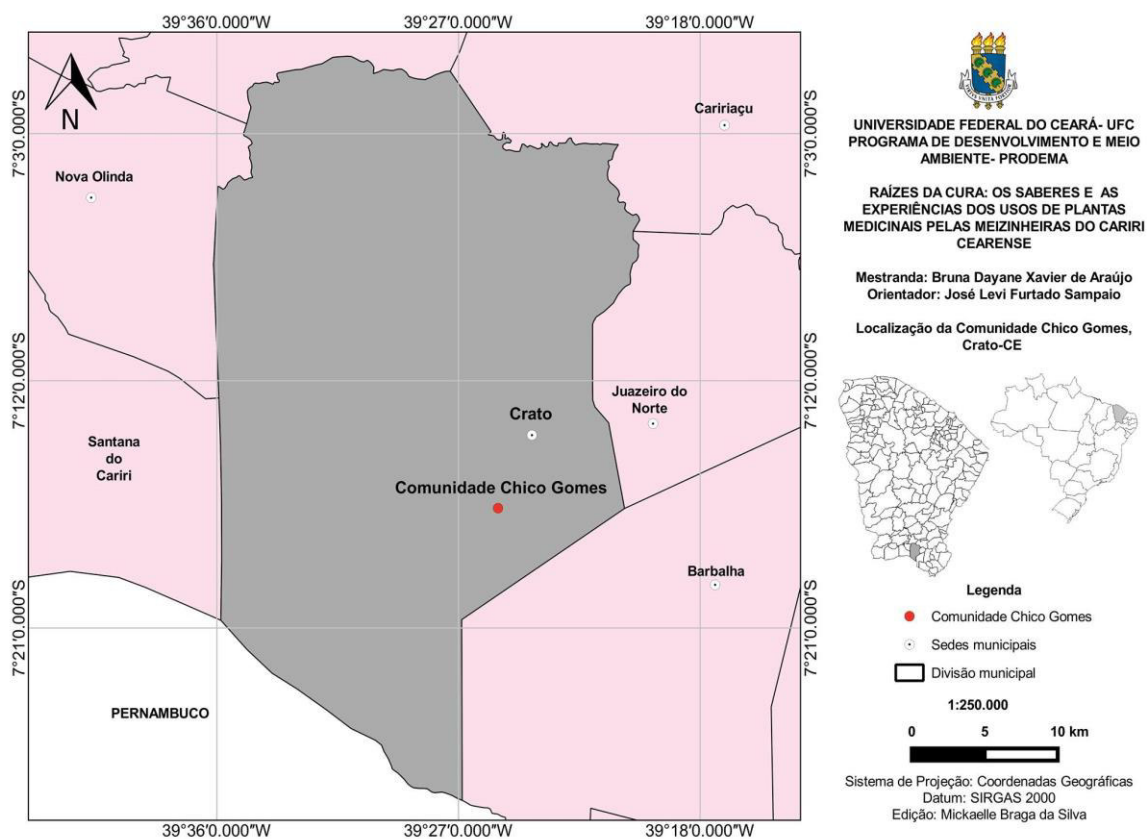 39°36'0.000"W
39°27'0.000"W
39°18'0.000"W
N
Caririaçu
7°3'0.000"S
7°3'0.000"S
Nova Olinda
7°12'0.000"S
7°12'0.000"S
Juazeiro do
Norte
Crato
Santana
do
Cariri
Comunidade Chico Gomes
Barbalha
7°21'0.000"S
7°21'0.000"S
PERNAMBUCO
39°36'0.000"W
39°27'0.000"W
39°18'0.000"W
UNIVERSIDADE FEDERAL DO CEARÁ- UFC
PROGRAMA DE DESENVOLVIMENTO E MEIO
AMBIENTE- PRODEMA
RAÍZES DA CURA: OS SABERES E AS
EXPERIÊNCIAS DOS USOS DE PLANTAS
MEDICINAIS PELAS MEIZINHEIRAS DO CARIRI
CEARENSE
Mestranda: Bruna Dayane Xavier de Araújo
Orientador: José Levi Furtado Sampaio
Localização da Comunidade Chico Gomes,
Crato-CE
Legenda
Comunidade Chico Gomes
Sedes municipais
Divisão municipal
1:250.000
0 5 10 km
Sistema de Projeção: Coordenadas Geográficas
Datum: SIRGAS 2000
Edição: Mickaelle Braga da Silva